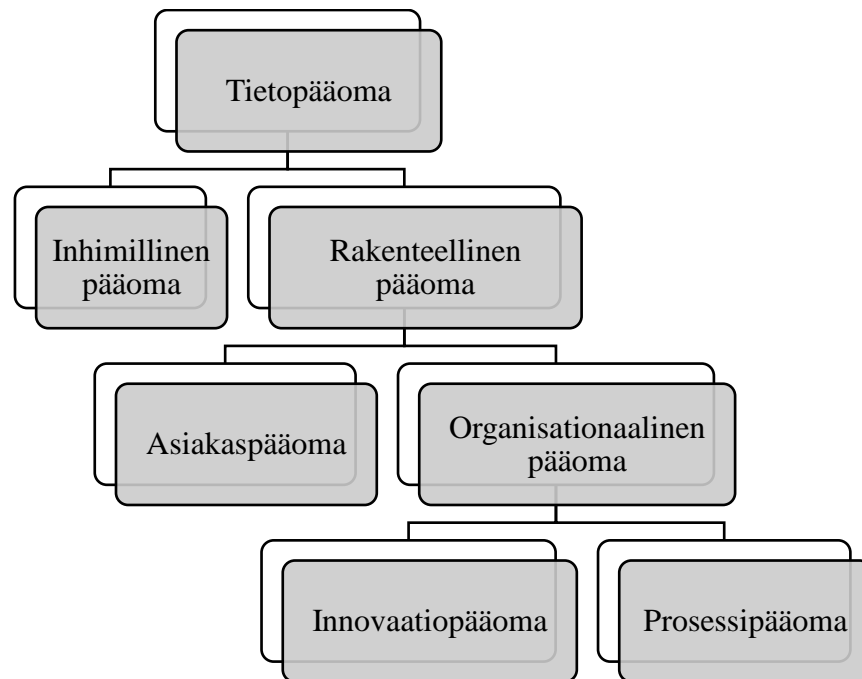 Tietopääoma
Inhimillinen
pääoma
Rakenteellinen
pääoma
Asiakaspääoma
Organisationaalinen
pääoma
Innovaatiopääoma
Prosessipääoma